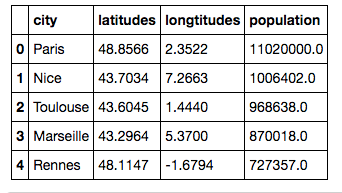 city latitudes longtitudes population
0 Paris 48.8566 2.3522 11020000.0
1 Nice 43.7034 7.2663 1006402.0
2 Toulouse 43.6045 1.4440 968638.0
3 Marseille 43.2964 5.3700 870018.0
4 Rennes 48.1147 -1.6794 727357.0